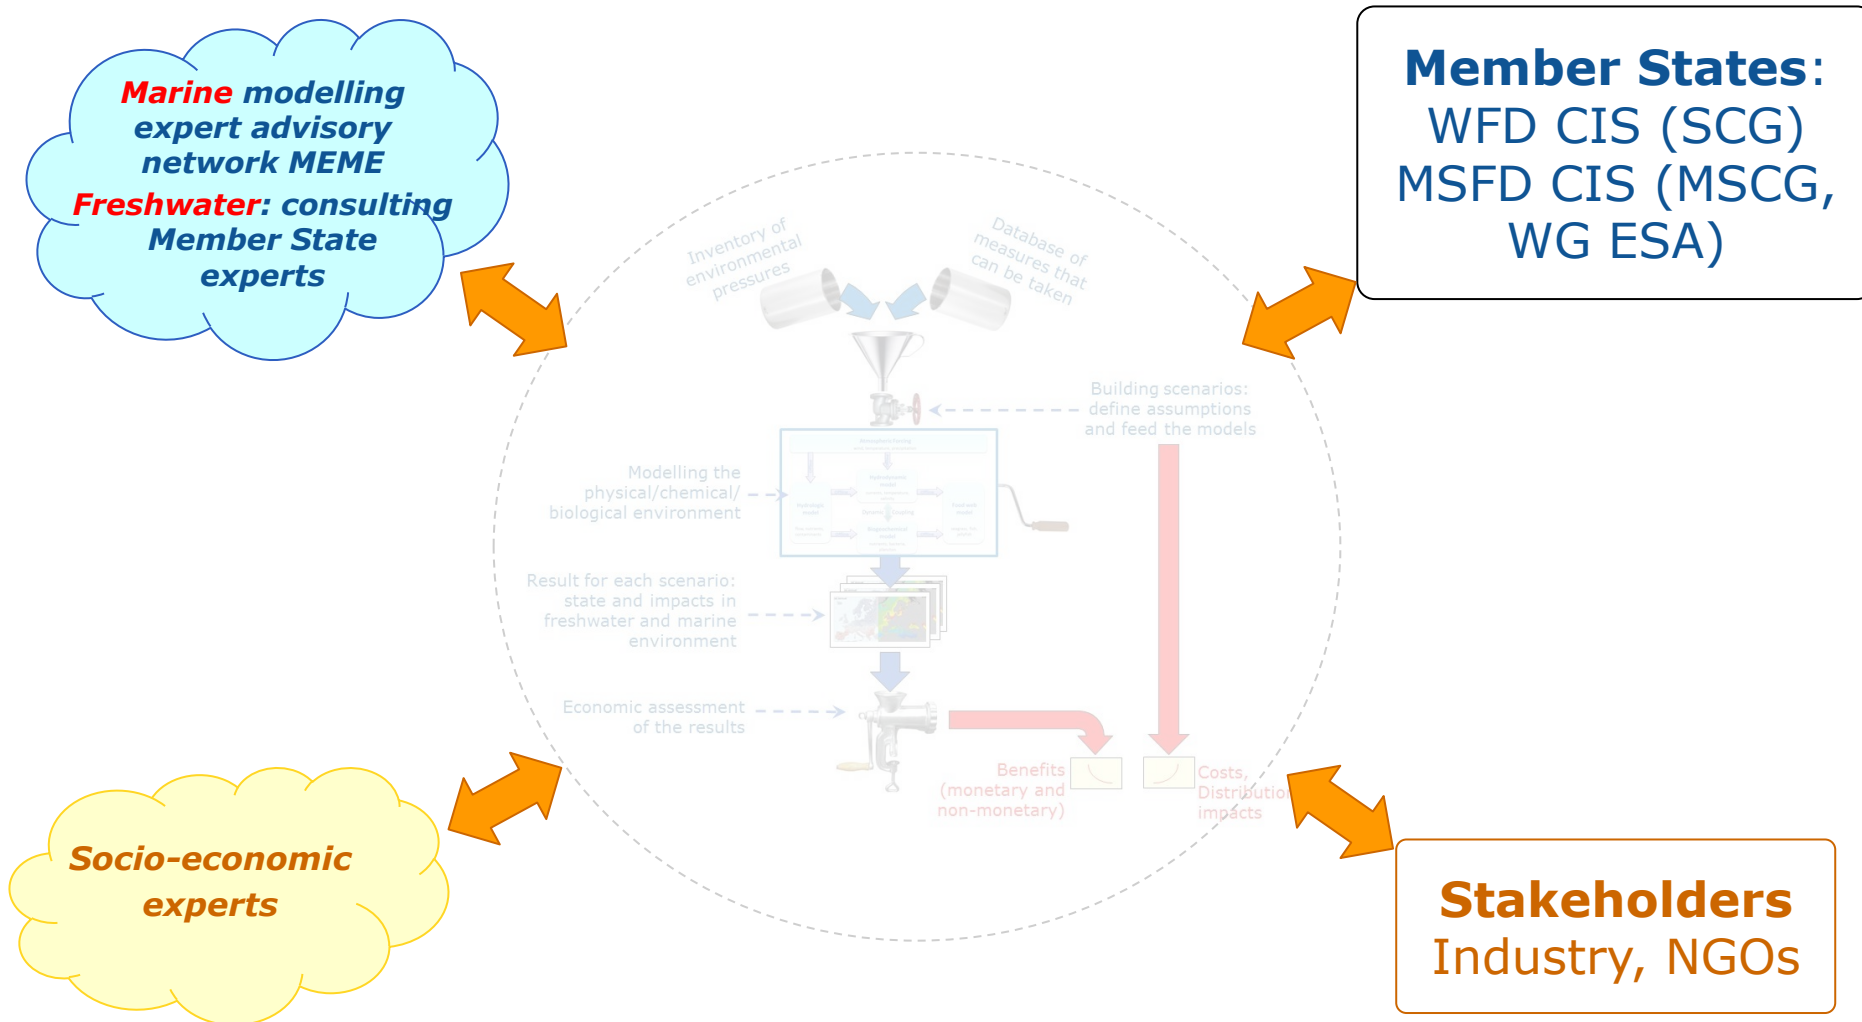 Marine modelling
expert advisory
network MEME
Freshwater: consulting
Member State
experts
Member States:
WFD CIS (SCG)
MSFD CIS (MSCG,
WG ESA)
Inventory of
environmental
pressures
Database of
measures that
can be taken
Building scenarios:
define assumptions
and feed the models
Modelling the
physical/chemical/
biological environment
Result for each scenario:
state and impacts in
freshwater and marine
environment
Economic assessment
of the results
Benefits
(monetary and
non-monetary)
Costs,
Distribution
impacts
Socio-economic
experts
Stakeholders
Industry, NGOs